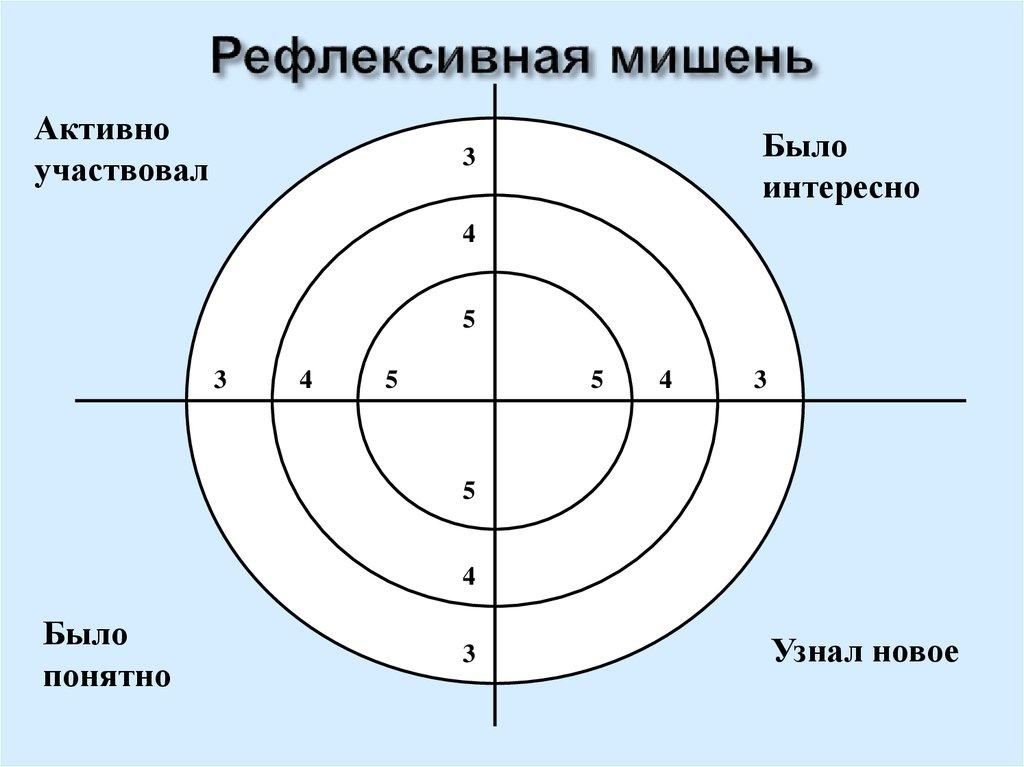 Рефлексивная мишень
Активно
участвовал
Было
интересно
3
4
5
3 4 5 5 4 3
5
4
3
Было
понятно
Узнал новое